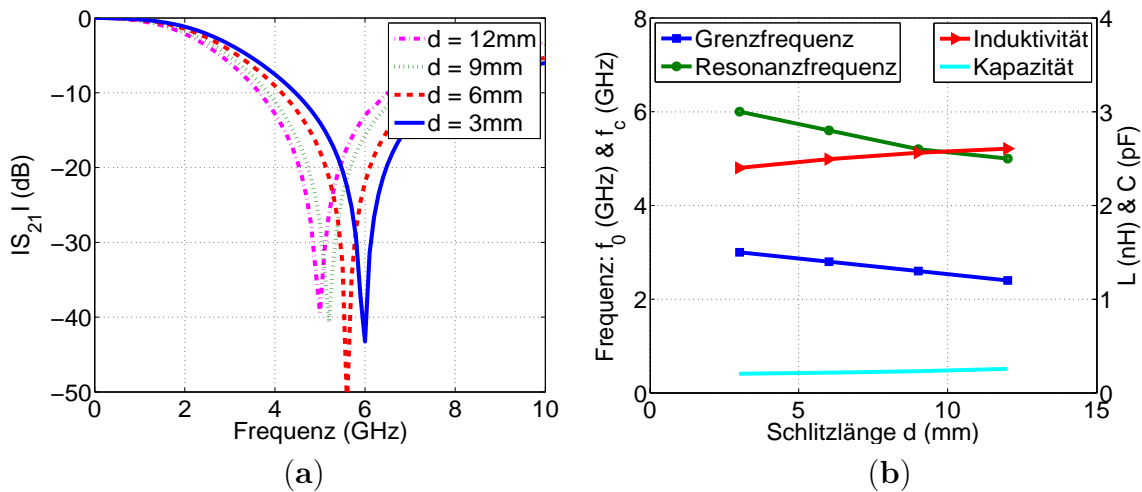 0
−10
−20
−30
−40
−50
0
2
4
6
8
10
|S21| (dB)
Frequenz (GHz)
d = 12mm
d = 9mm
d = 6mm
d = 3mm
(a)
8
6
4
2
0
Frequenz: f0 (GHz) & fc (GHz)
Grenzfrequenz
Resonanzfrequenz
Induktivität
Kapazität
4
3
2
1
0
L (nH) & C (pF)
0
5
10
15
Schlitzlänge d (mm)
(b)